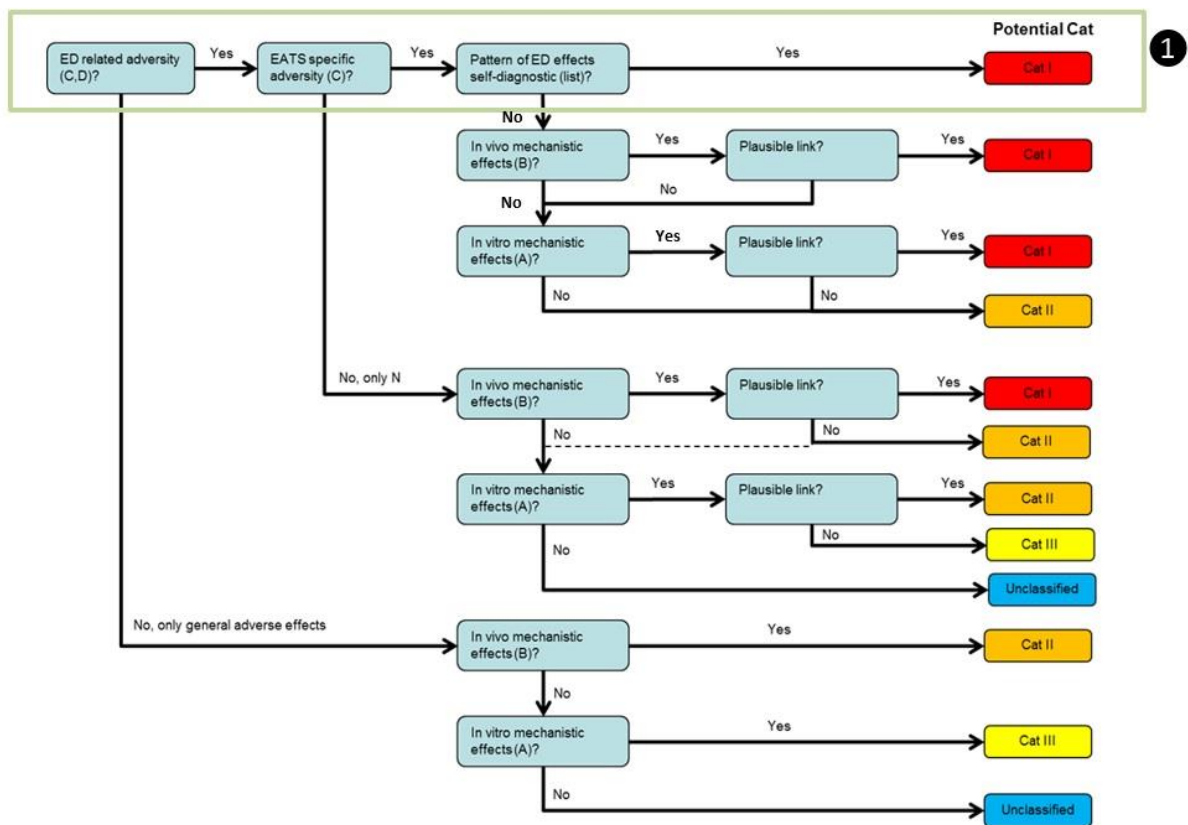 Potential Cat
1
ED related adversity
(C,D)?
Yes
EATS specific
adversity (C)?
Yes
Pattern of ED effects
self-diagnostic (list)?
Yes
Cat I
No
In vivo mechanistic
effects (B)?
Yes
Plausible link?
Yes
Cat I
No
No
In vitro mechanistic
effects (A)?
Yes
Plausible link?
Yes
Cat I
No
No
Cat II
No, only N
In vivo mechanistic
effects (B)?
Yes
Plausible link?
Yes
Cat I
No
No
Cat II
In vitro mechanistic
effects (A)?
Yes
Plausible link?
Yes
Cat II
No
Cat III
No
Unclassified
No, only general adverse effects
In vivo mechanistic
effects (B)?
Yes
Cat II
No
In vitro mechanistic
effects (A)?
Yes
Cat III
No
Unclassified